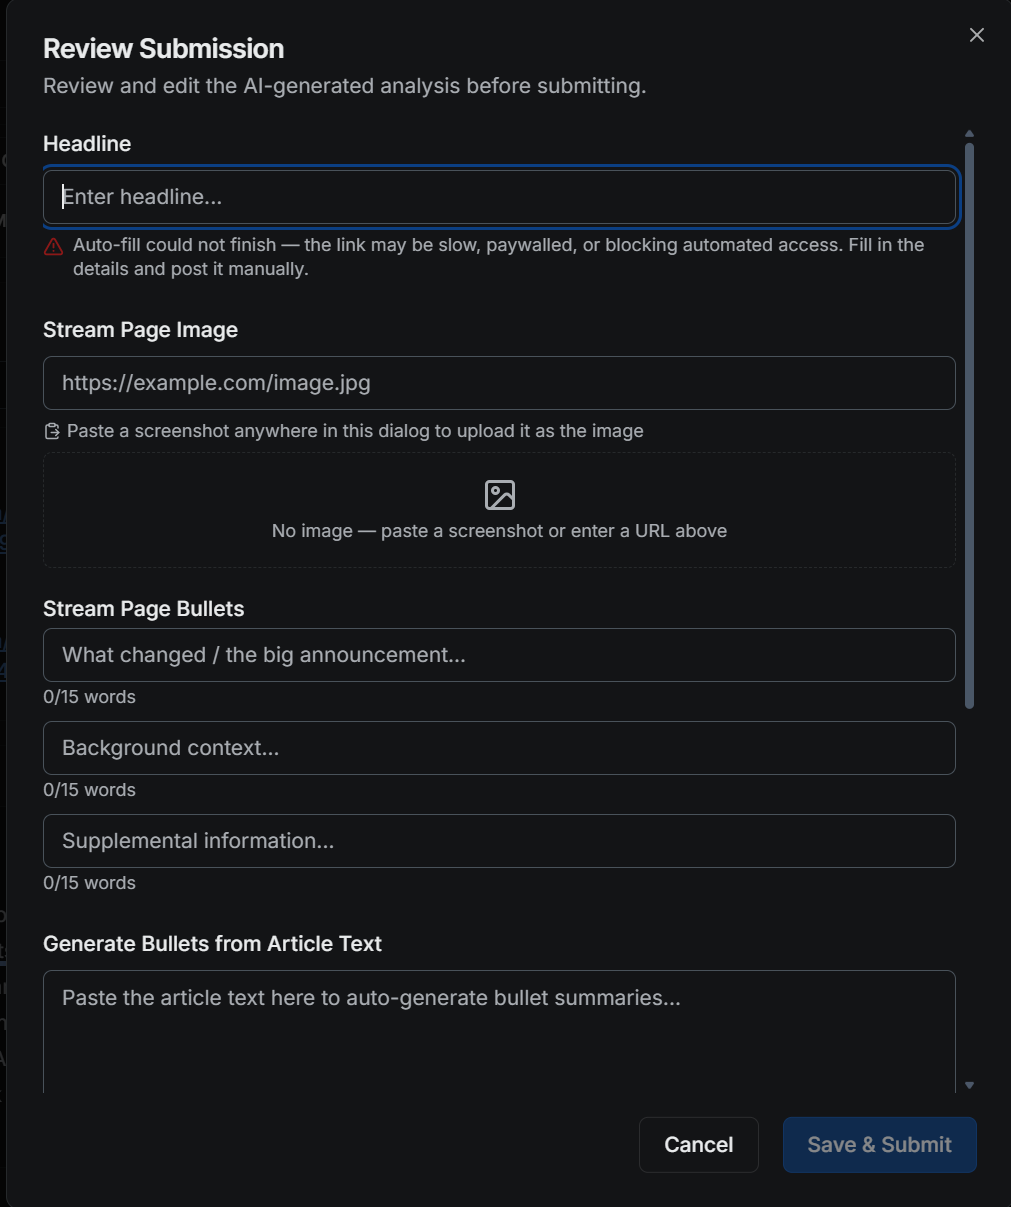 Review Submission
Review and edit the AI-generated analysis before submitting.
Headline
Enter headline...
Auto-fill could not finish — the link may be slow, paywalled, or blocking automated access. Fill in the
details and post it manually.
Stream Page Image
https://example.com/image.jpg
Paste a screenshot anywhere in this dialog to upload it as the image
No image — paste a screenshot or enter a URL above
Stream Page Bullets
What changed / the big announcement...
0/15 words
Background context...
0/15 words
Supplemental information...
0/15 words
Generate Bullets from Article Text
Paste the article text here to auto-generate bullet summaries...
Cancel
Save & Submit